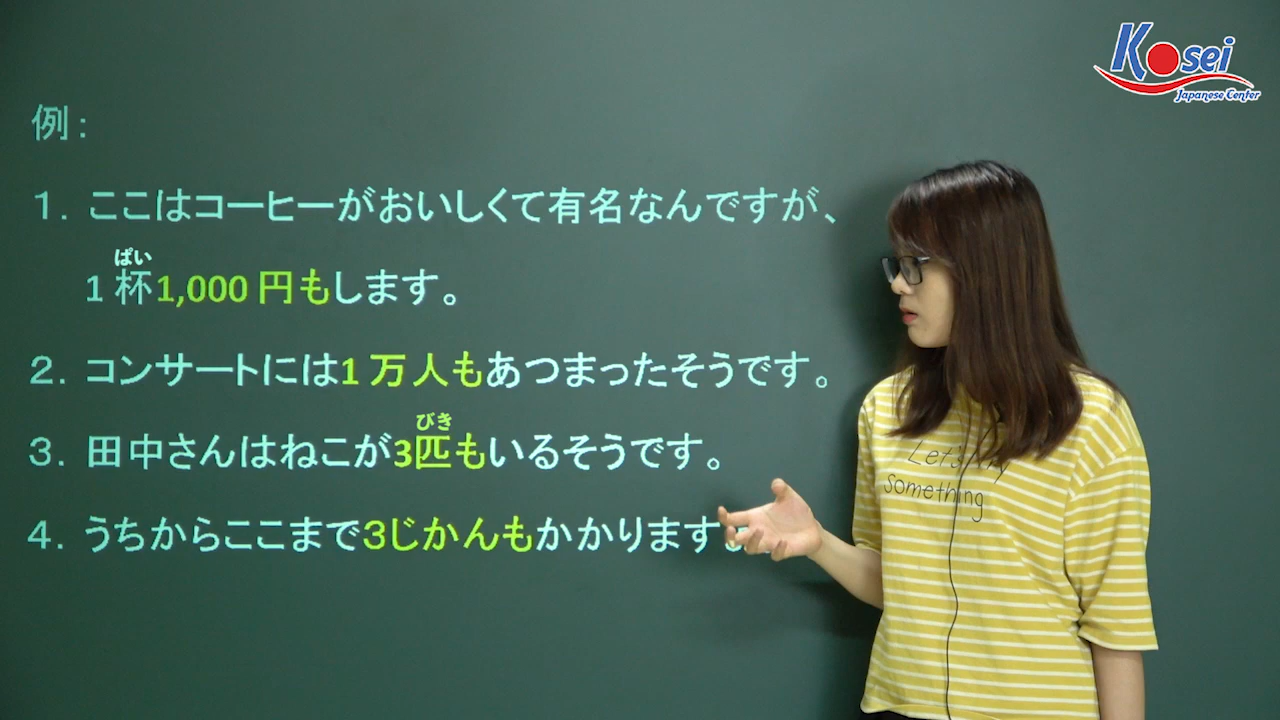 Kosei
Japanese Center
例：
１．ここはコーヒーがおいしくて有名なんですが、
ぱい
1杯1,000円もします。
２．コンサートには1万人もあつまったそうです。
びき
３．田中さんはねこが3匹もいるそうです。
４．うちからここまで3じかんもかかります。
Let's
something